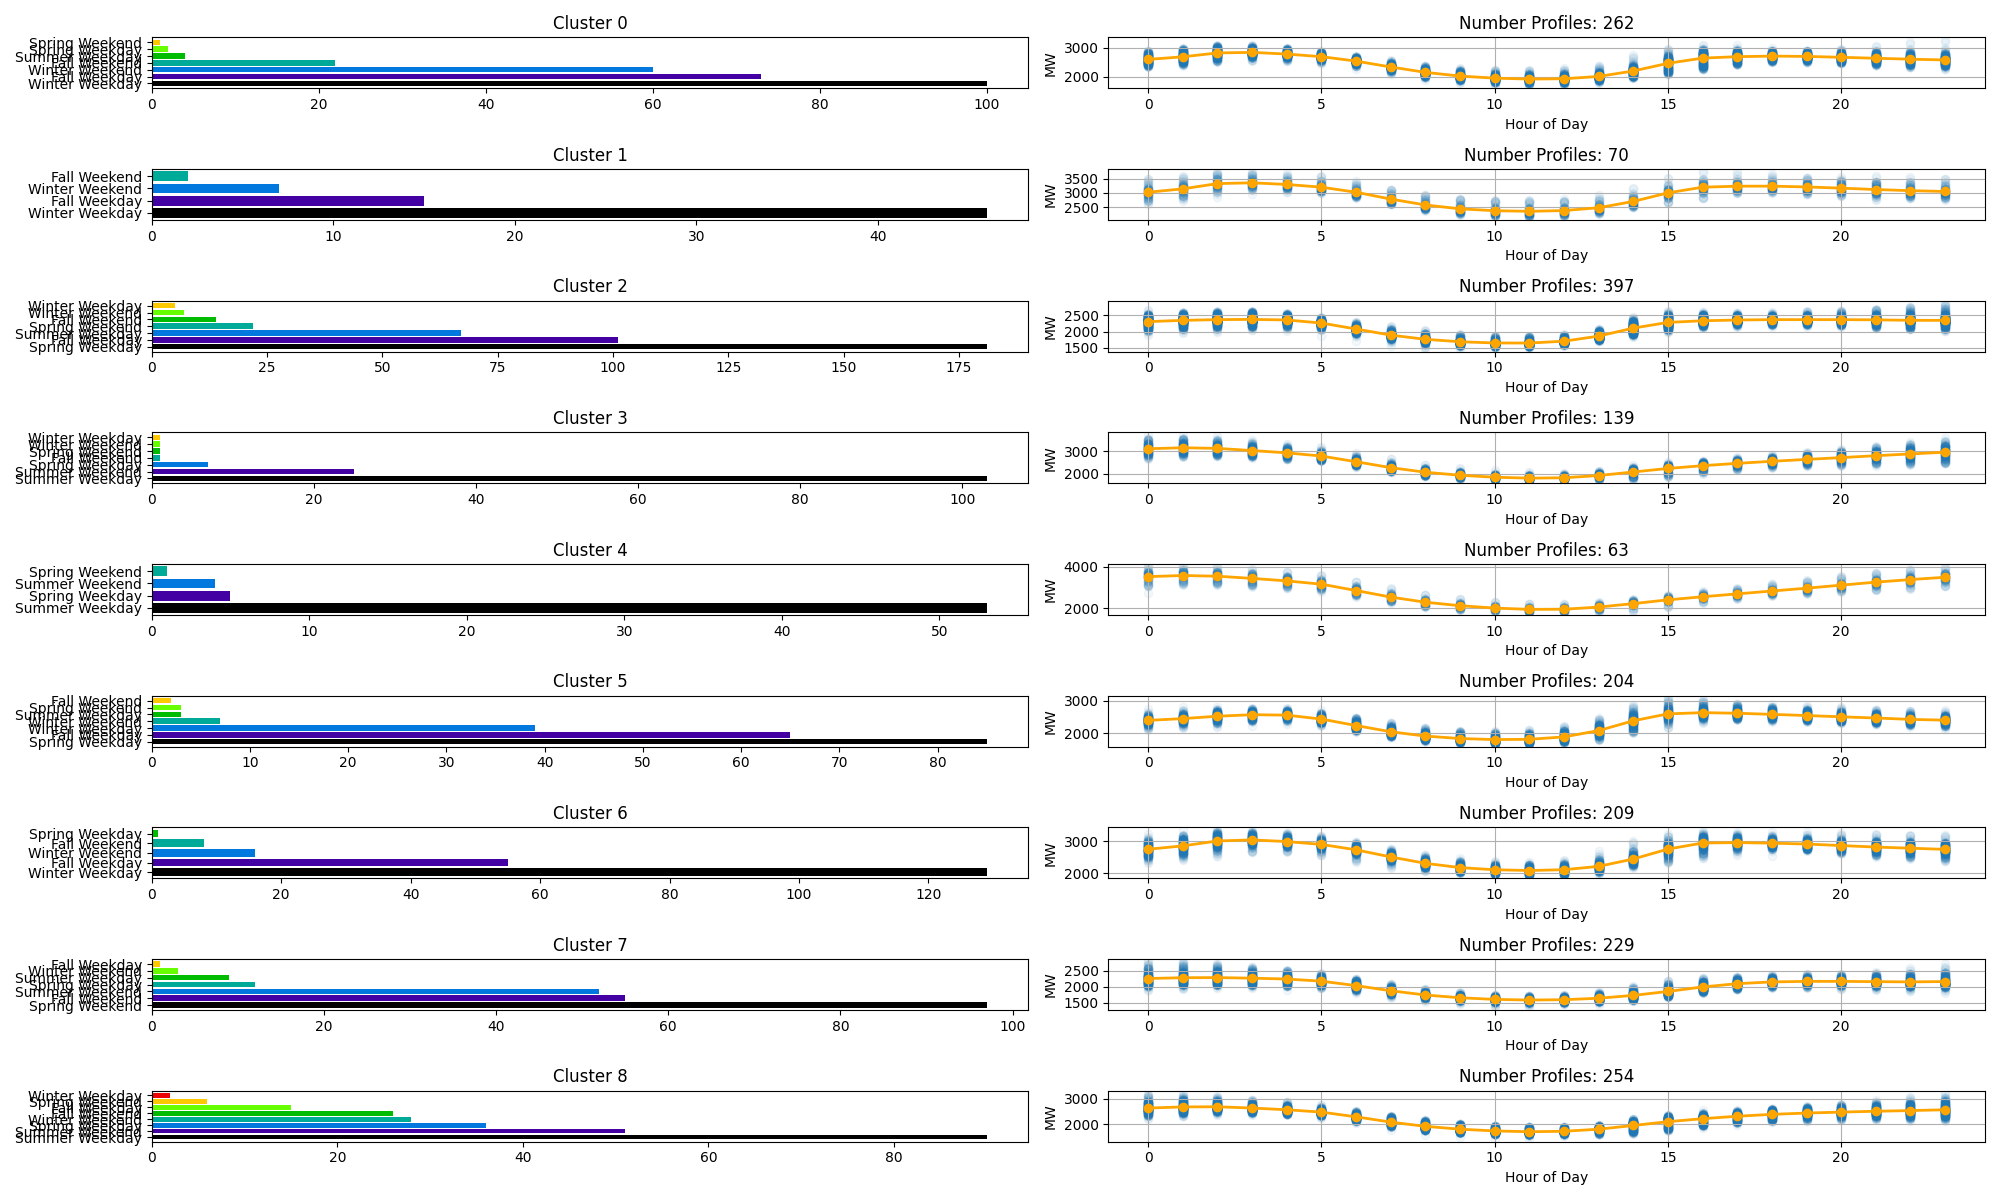 Cluster 0
Spring Weekend
Spring Weekday
Summer Weekday
Fall Weekend
Winter Weekend
Fall Weekday
Winter Weekday
0 20 40 60 80 100
Number Profiles: 262
MW
3000
2000
0 5 10 15 20
Hour of Day
Cluster 1
Fall Weekend
Winter Weekend
Fall Weekday
Winter Weekday
0 10 20 30 40
Number Profiles: 70
MW
3500
3000
2500
0 5 10 15 20
Hour of Day
Cluster 2
Winter Weekday
Winter Weekend
Fall Weekend
Spring Weekend
Summer Weekday
Fall Weekday
Spring Weekday
0 25 50 75 100 125 150 175
Number Profiles: 397
MW
2500
2000
1500
0 5 10 15 20
Hour of Day
Cluster 3
Winter Weekday
Winter Weekend
Spring Weekend
Fall Weekend
Spring Weekday
Summer Weekend
Summer Weekday
0 20 40 60 80 100
Number Profiles: 139
MW
3000
2000
0 5 10 15 20
Hour of Day
Cluster 4
Spring Weekend
Summer Weekend
Spring Weekday
Summer Weekday
0 10 20 30 40 50
Number Profiles: 63
MW
4000
2000
0 5 10 15 20
Hour of Day
Cluster 5
Fall Weekend
Spring Weekend
Summer Weekday
Winter Weekend
Winter Weekday
Fall Weekday
Spring Weekday
0 10 20 30 40 50 60 70 80
Number Profiles: 204
MW
3000
2000
0 5 10 15 20
Hour of Day
Cluster 6
Spring Weekday
Fall Weekend
Winter Weekend
Fall Weekday
Winter Weekday
0 20 40 60 80 100 120
Number Profiles: 209
MW
3000
2000
0 5 10 15 20
Hour of Day
Cluster 7
Fall Weekday
Winter Weekend
Summer Weekday
Spring Weekday
Summer Weekend
Fall Weekend
Spring Weekend
0 20 40 60 80 100
Number Profiles: 229
MW
2500
2000
1500
0 5 10 15 20
Hour of Day
Cluster 8
Winter Weekday
Spring Weekend
Fall Weekday
Fall Weekend
Winter Weekend
Spring Weekday
Summer Weekend
Summer Weekday
0 20 40 60 80
Number Profiles: 254
MW
3000
2000
0 5 10 15 20
Hour of Day